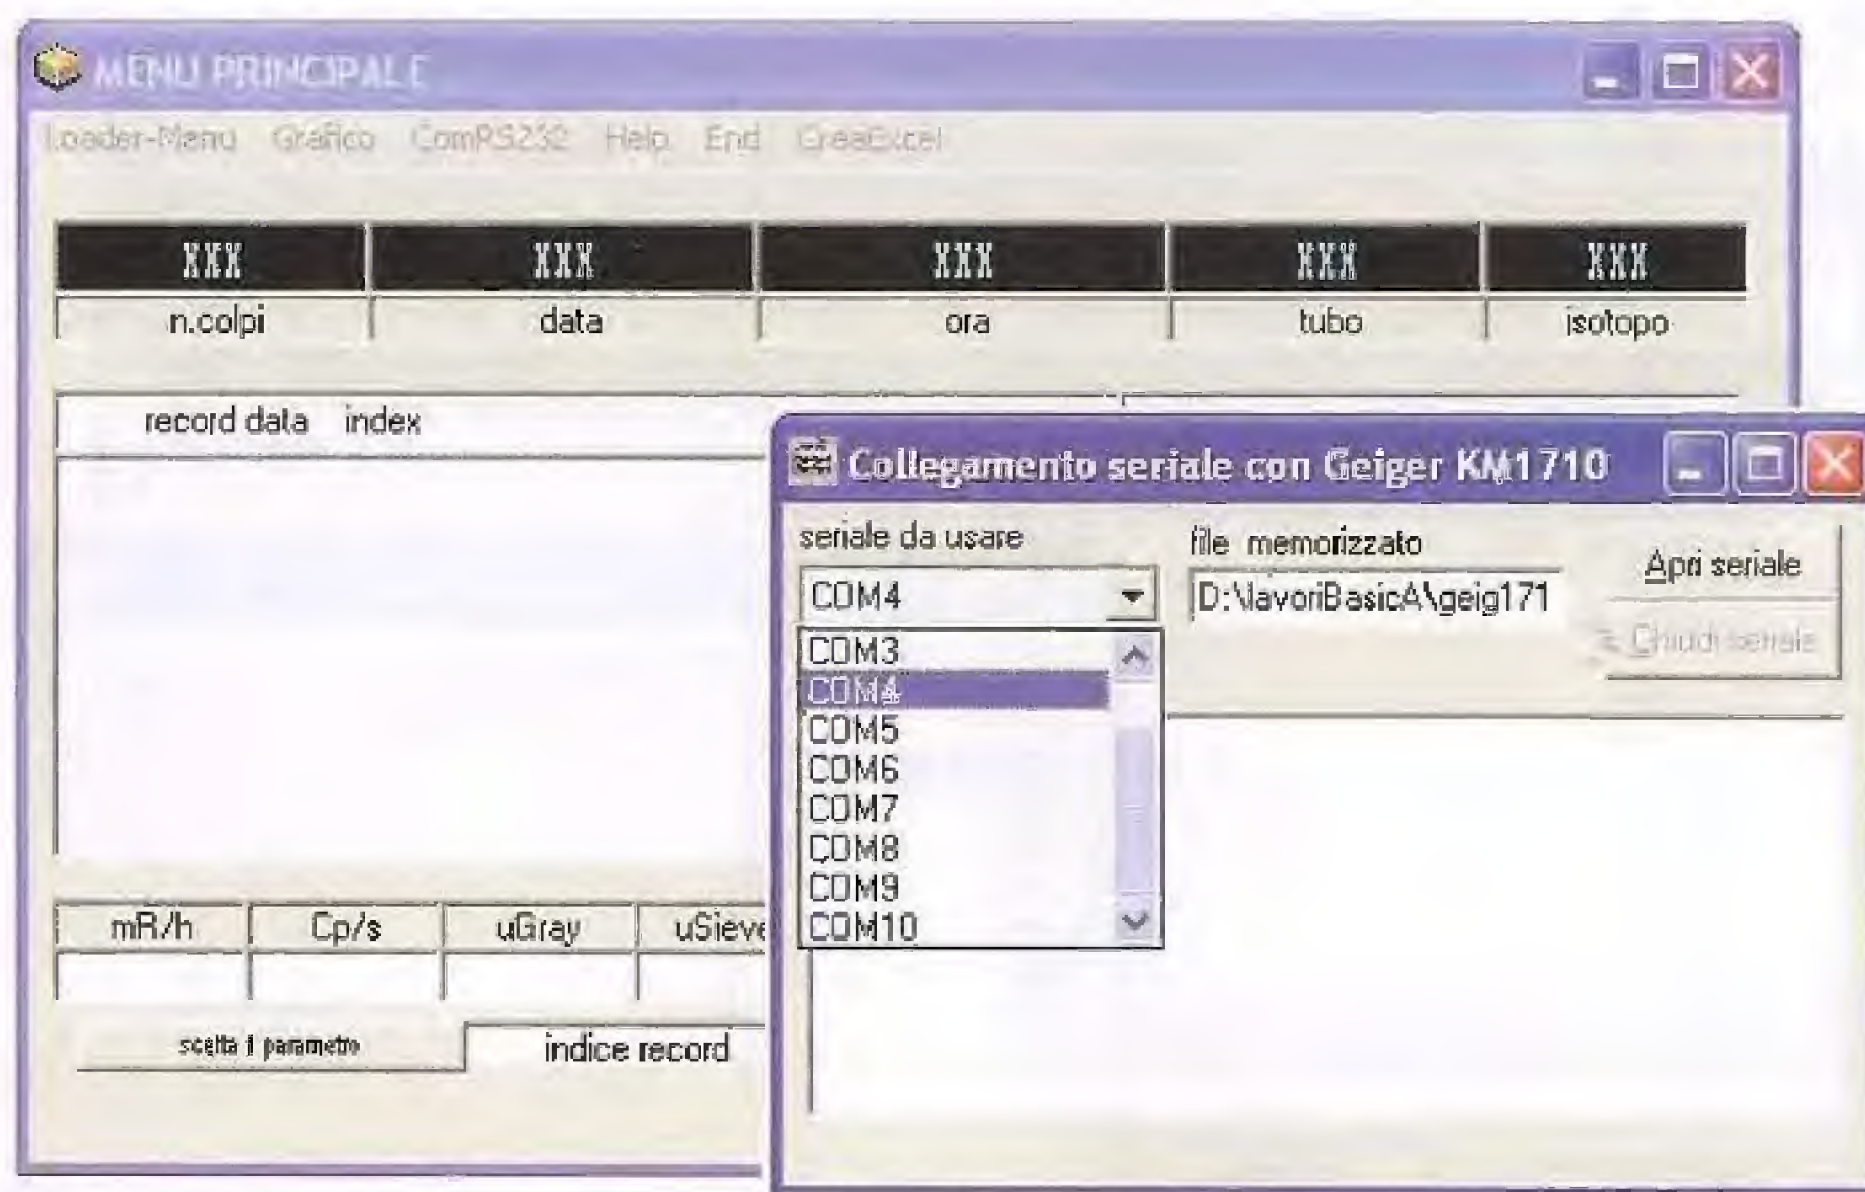 MENU PRINCIPALE
Loader-Menu Grafico ComRS232 Help End CreaExcel
XXX XXX XXX XXX XXX
n.colpi data ora tubo isotopo
record data index
Collegamento seriale con Geiger KM1710
seriale da usare
file memorizzato
Apri seriale
COM4
D:\lavoriBasicA\geig171
Chiudi seriale
COM3
COM4
COM5
COM6
COM7
COM8
COM9
COM10
mR/h Cp/s uGray uSieve
scelta il parametro
indice record